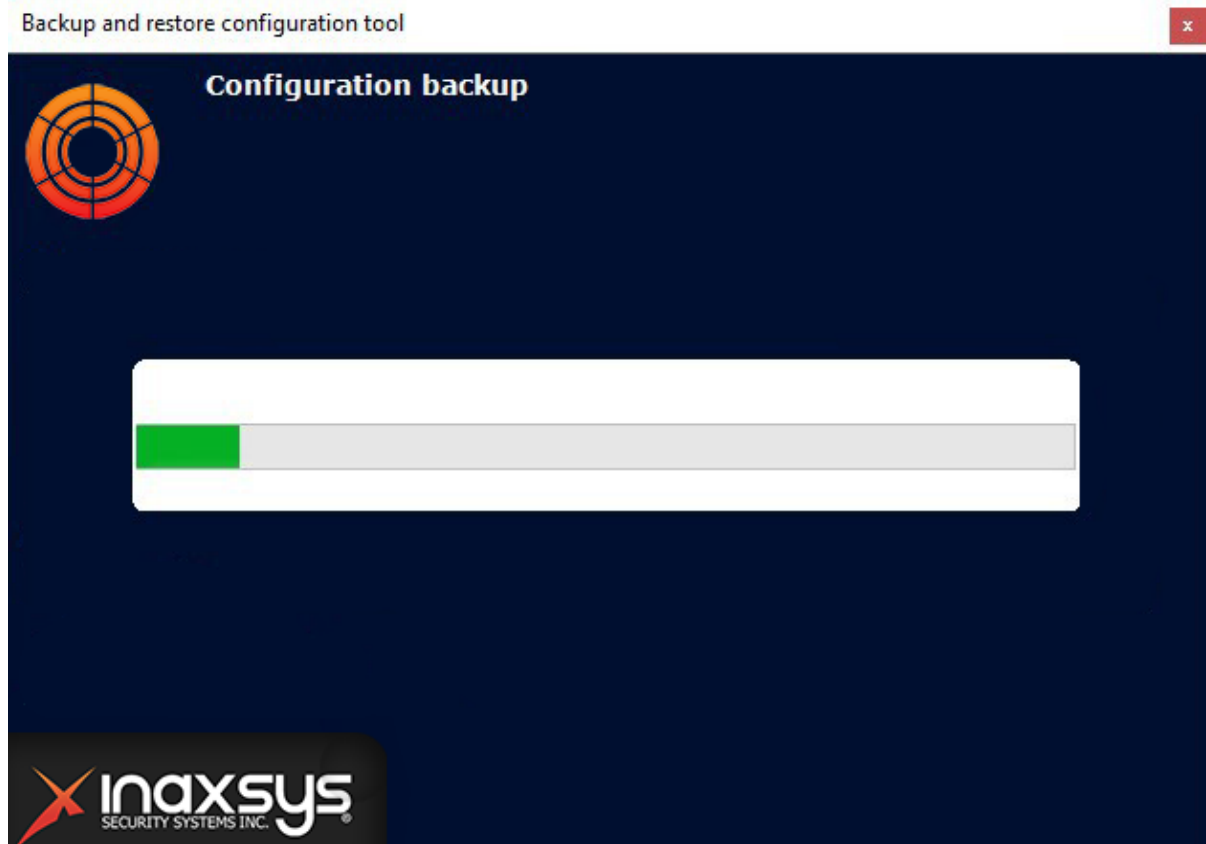 Backup and restore configuration tool
x
Configuration backup
inaxsys
SECURITY SYSTEMS INC. ®